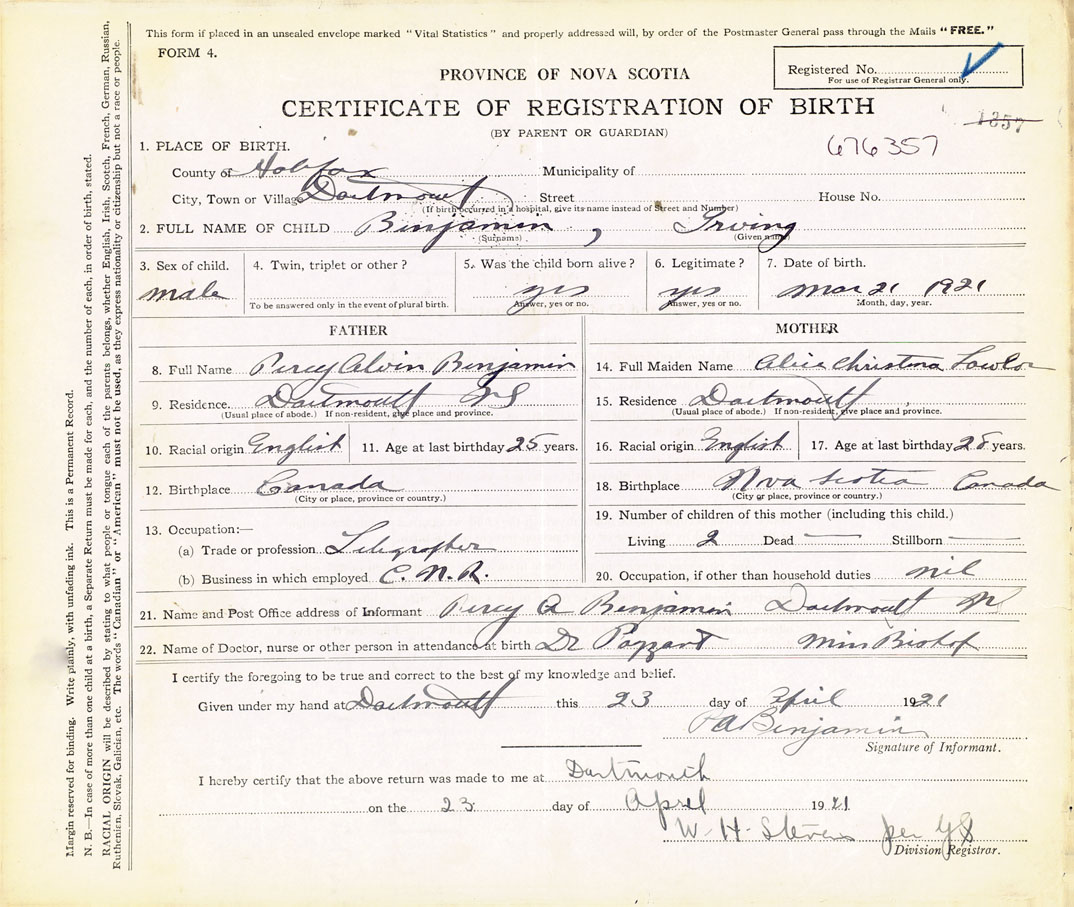 This form if placed in an unsealed envelope marked "Vital Statistics" and properly addressed will, by order of the Postmaster General pass through the Mails "FREE."
FORM 4.
PROVINCE OF NOVA SCOTIA
Registered No.
For use of Registrar General only.
CERTIFICATE OF REGISTRATION OF BIRTH
1357
(BY PARENT OR GUARDIAN)
676357
1. PLACE OF BIRTH.
County of Halifax Municipality of
City, Town or Village Dartmouth Street House No.
(If birth occurred in a hospital, give its name instead of Street and Number)
2. FULL NAME OF CHILD Benjamin, Irving
(Surname) (Given name)
3. Sex of child. 4. Twin, triplet or other? 5. Was the child born alive? 6. Legitimate? 7. Date of birth.
male yes yes Mar 21 1921
To be answered only in the event of plural birth. Answer, yes or no. Answer, yes or no. Month, day, year.
FATHER
8. Full Name Percy Alvin Benjamin
9. Residence. Dartmouth NS
(Usual place of abode.) If non-resident, give place and province.
10. Racial origin English 11. Age at last birthday 25 years.
12. Birthplace Canada
(City or place, province or country.)
13. Occupation:—
(a) Trade or profession Telegrapher
(b) Business in which employed C.N.R.
MOTHER
14. Full Maiden Name Alice Christena Lawlor
15. Residence Dartmouth
(Usual place of abode.) If non-resident, give place and province.
16. Racial origin English 17. Age at last birthday 28 years.
18. Birthplace Nova Scotia Canada
(City or place, province or country.)
19. Number of children of this mother (including this child.)
Living 2 Dead — Stillborn —
20. Occupation, if other than household duties nil
21. Name and Post Office address of Informant Percy A Benjamin Dartmouth
22. Name of Doctor, nurse or other person in attendance at birth Dr Miss Bishop
I certify the foregoing to be true and correct to the best of my knowledge and belief.
Given under my hand at Dartmouth this 23 day of April 1921
P A Benjamin
Signature of Informant.
I hereby certify that the above return was made to me at Dartmouth
on the 23 day of April 1921
W. H. Stevens per
Division Registrar.
Margin reserved for binding. Write plainly, with unfading ink. This is a Permanent Record.
N. B.—In case of more than one child at a birth, a Separate Return must be made for each, and the number of each, in order of birth, stated.
RACIAL ORIGIN will be described by stating to what people or tongue each of the parents belongs, whether English, Irish, Scotch, French, German, Russian,
Ruthenian, Slovak, Galician, etc. The words "Canadian" or "American" must not be used, as they express nationality or citizenship but not a race or people.